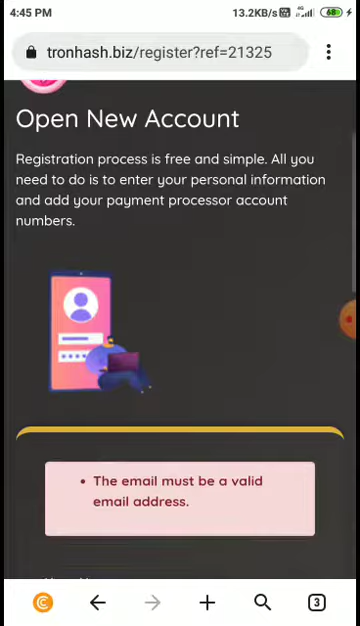 4:45 PM 13.2KB/s 4G 68
tronhash.biz/register?ref=21325
Open New Account
Registration process is free and simple. All you
need to do is to enter your personal information
and add your payment processor account
numbers.
• The email must be a valid
email address.
3